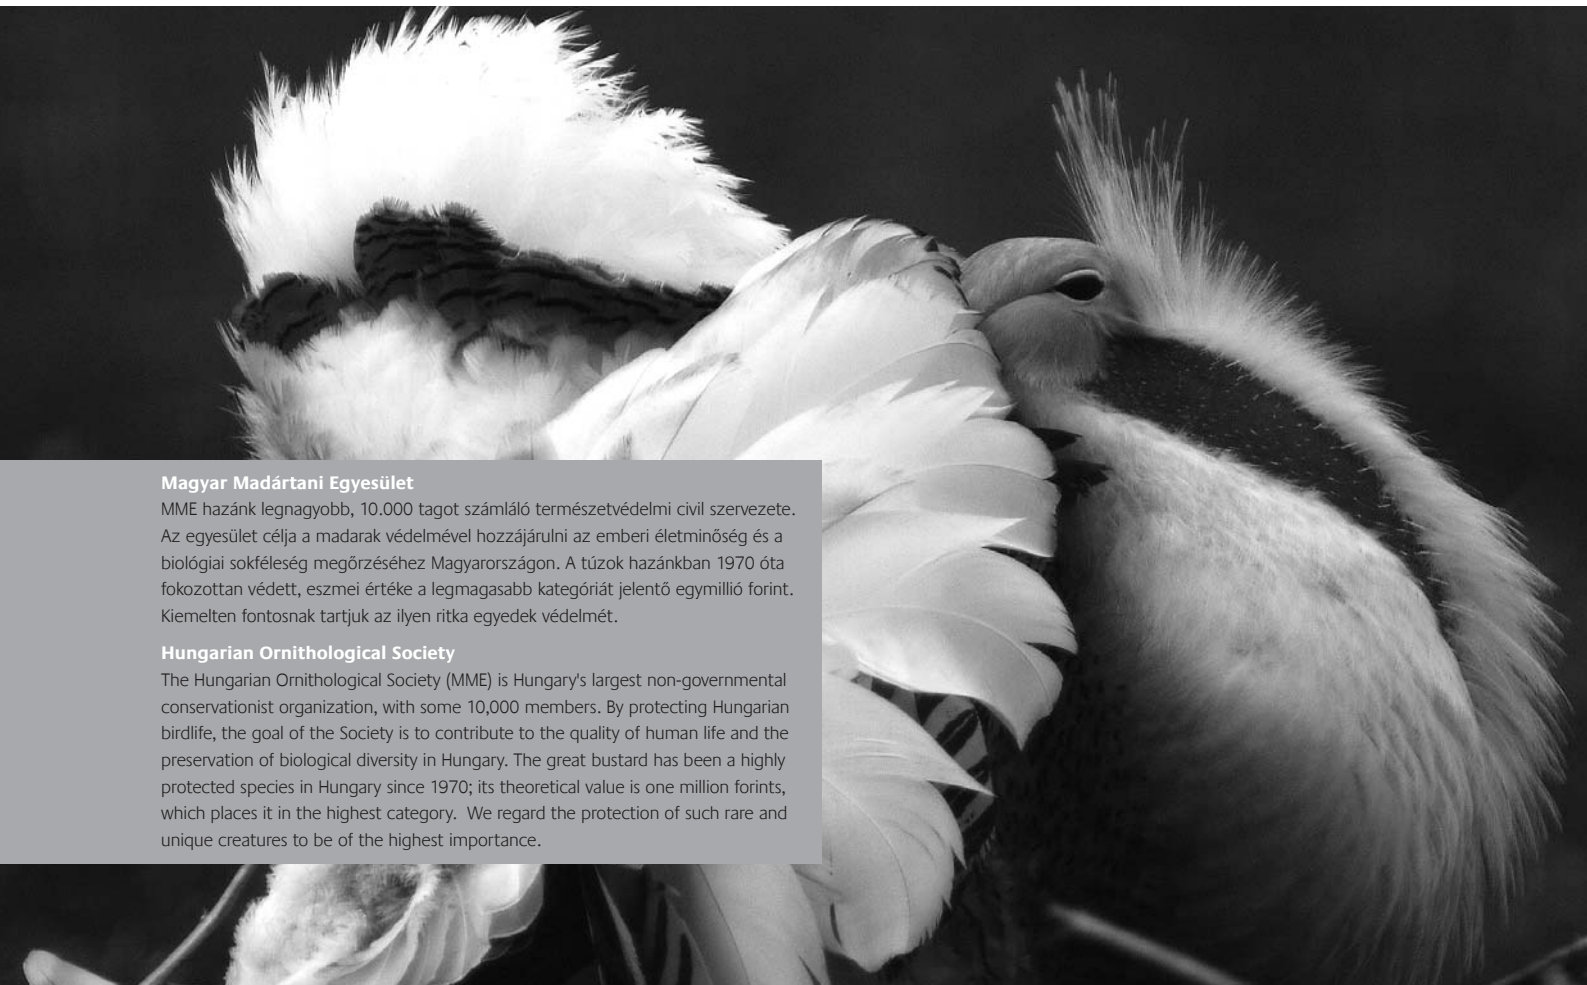 Magyar Madártani Egyesület
MME hazánk legnagyobb, 10.000 tagot számláló természetvédelmi civil szervezete.
Az egyesület célja a madarak védelmével hozzájárulni az emberi életminőség és a
biológiai sokféleség megőrzéséhez Magyarországon. A túzok hazánkban 1970 óta
fokozottan védett, eszmei értéke a legmagasabb kategóriát jelentő egymillió forint.
Kiemelten fontosnak tartjuk az ilyen ritka egyedek védelmét.
Hungarian Ornithological Society
The Hungarian Ornithological Society (MME) is Hungary's largest non-governmental
conservationist organization, with some 10,000 members. By protecting Hungarian
birdlife, the goal of the Society is to contribute to the quality of human life and the
preservation of biological diversity in Hungary. The great bustard has been a highly
protected species in Hungary since 1970; its theoretical value is one million forints,
which places it in the highest category.  We regard the protection of such rare and
unique creatures to be of the highest importance.